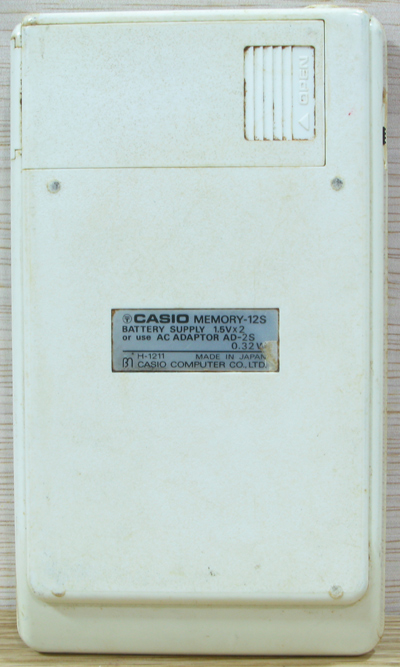 OPEN
CASIO MEMORY-12S
BATTERY SUPPLY 1.5V×2
or use AC ADAPTOR AD-2S
0.32W
H-1211 MADE IN JAPAN
CASIO COMPUTER CO., LTD.